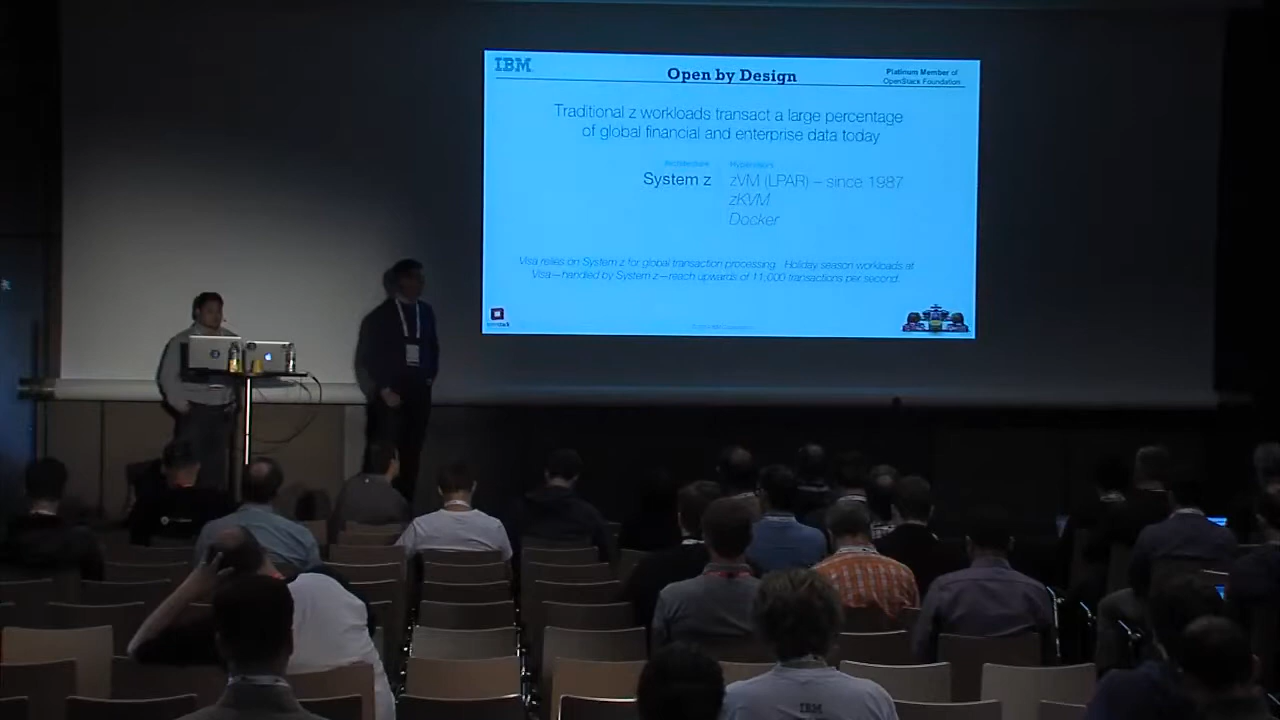 IBM
Open by Design
Platinum Member of
OpenStack Foundation
Traditional z workloads transact a large percentage
of global financial and enterprise data today
Architecture
Hypervisors
System z
zVM (LPAR) – since 1987
zKVM
Docker
Visa relies on System z for global transaction processing. Holiday season workloads at
Visa—handled by System z—reach upwards of 11,000 transactions per second.
openstack
IBM